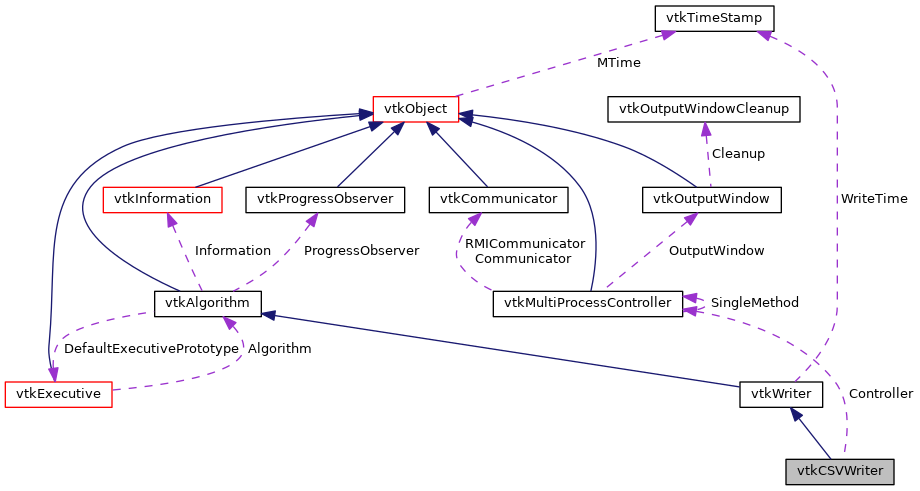 vtkTimeStamp
MTime
vtkObject
vtkOutputWindowCleanup
Cleanup
vtkInformation
vtkProgressObserver
vtkCommunicator
vtkOutputWindow
WriteTime
Information
ProgressObserver
RMICommunicator
Communicator
OutputWindow
vtkAlgorithm
vtkMultiProcessController
SingleMethod
DefaultExecutivePrototype
Algorithm
vtkExecutive
vtkWriter
Controller
vtkCSVWriter